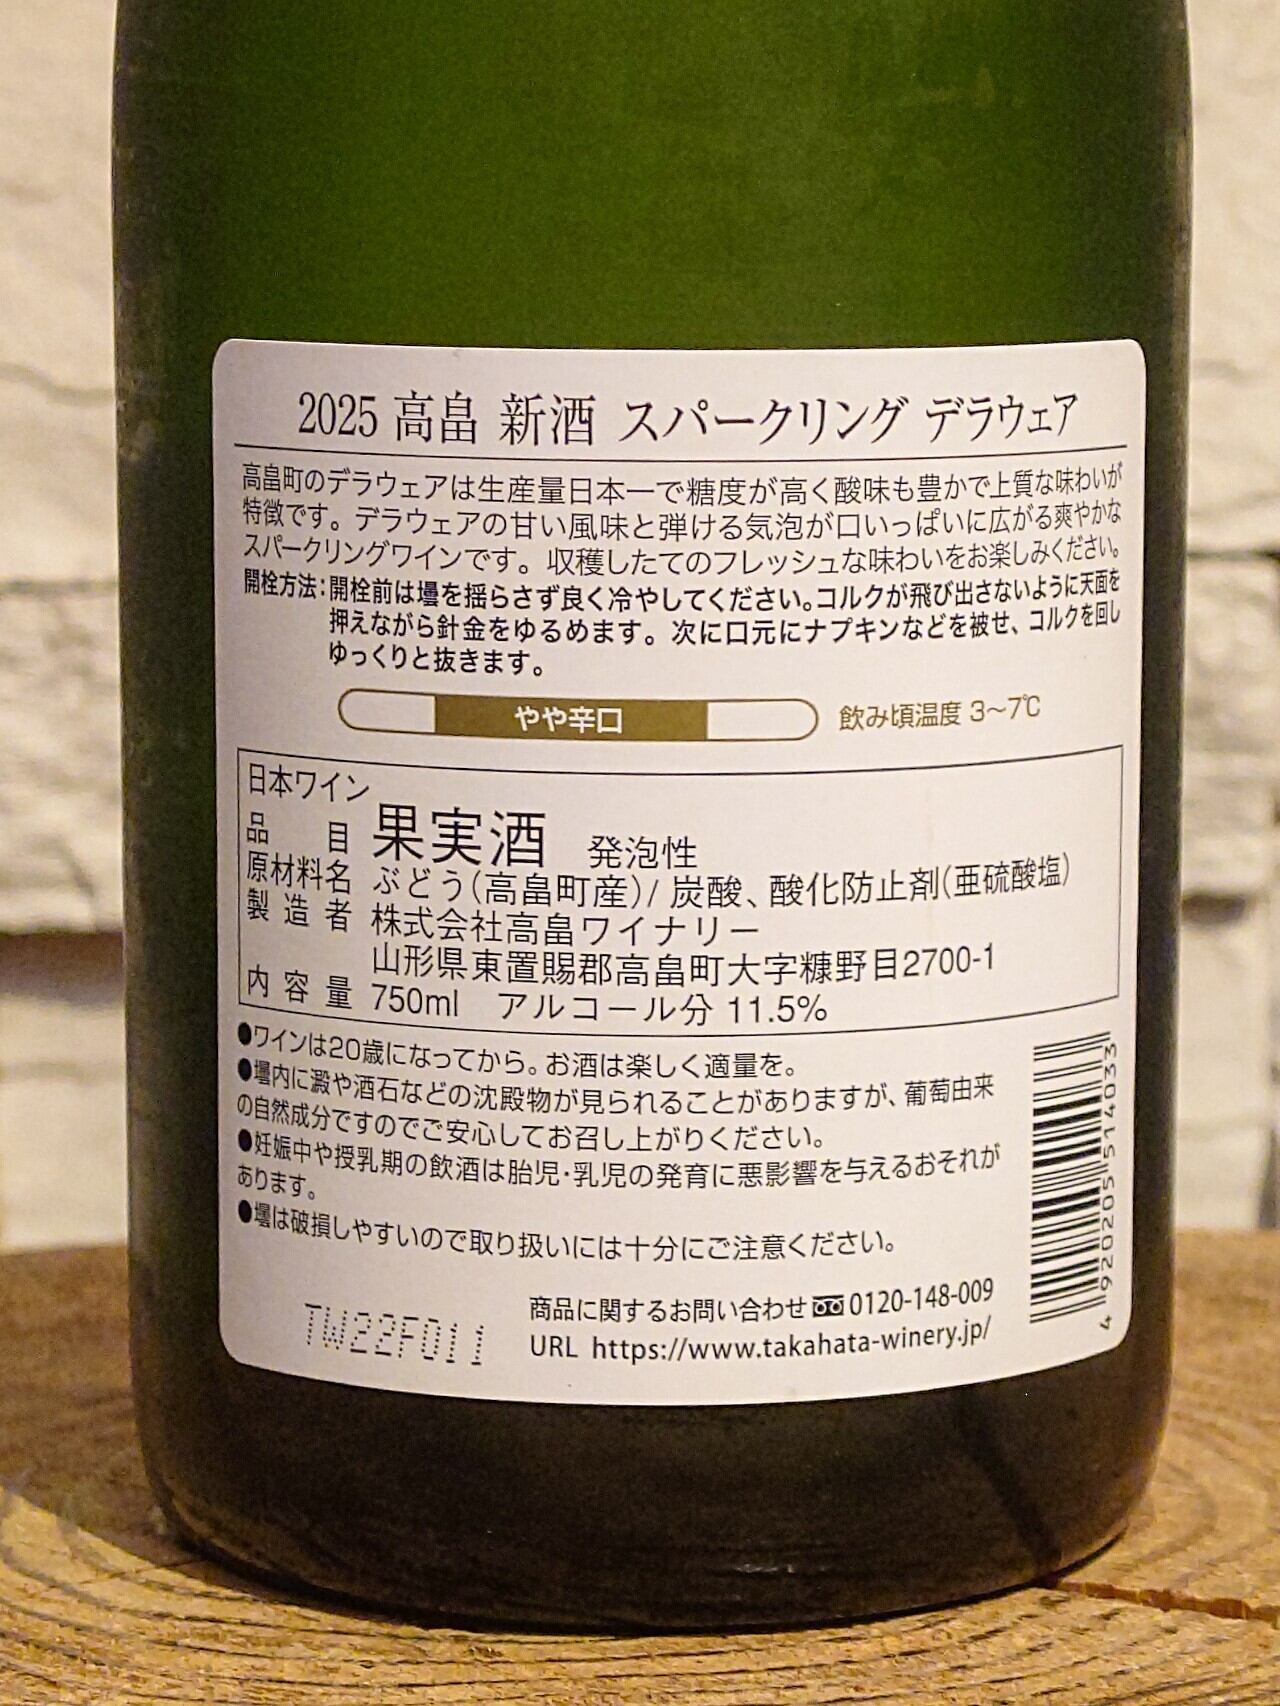 2025 高畠 新酒 スパークリング デラウェア
高畠町のデラウェアは生産量日本一で糖度が高く酸味も豊かで上質な味わいが
特徴です。デラウェアの甘い風味と弾ける気泡が口いっぱいに広がる爽やかな
スパークリングワインです。収穫したてのフレッシュな味わいをお楽しみください。
開栓方法:開栓前は壜を揺らさず良く冷やしてください。コルクが飛び出さないように天面を
押えながら針金をゆるめます。次に口元にナプキンなどを被せ、コルクを回し
ゆっくりと抜きます。
やや辛口 飲み頃温度 3〜7℃
日本ワイン
品目 果実酒 発泡性
原材料名 ぶどう(高畠町産)/ 炭酸、酸化防止剤(亜硫酸塩)
製造者 株式会社高畠ワイナリー
山形県東置賜郡高畠町大字糠野目2700-1
内容量 750ml アルコール分 11.5%
●ワインは20歳になってから。お酒は楽しく適量を。
●壜内に澱や酒石などの沈殿物が見られることがありますが、葡萄由来
の自然成分ですのでご安心してお召し上がりください。
●妊娠中や授乳期の飲酒は胎児・乳児の発育に悪影響を与えるおそれが
あります。
●壜は破損しやすいので取り扱いには十分にご注意ください。
商品に関するお問い合わせ 0120-148-009
URL https://www.takahata-winery.jp/
TW22F011
4920205514033